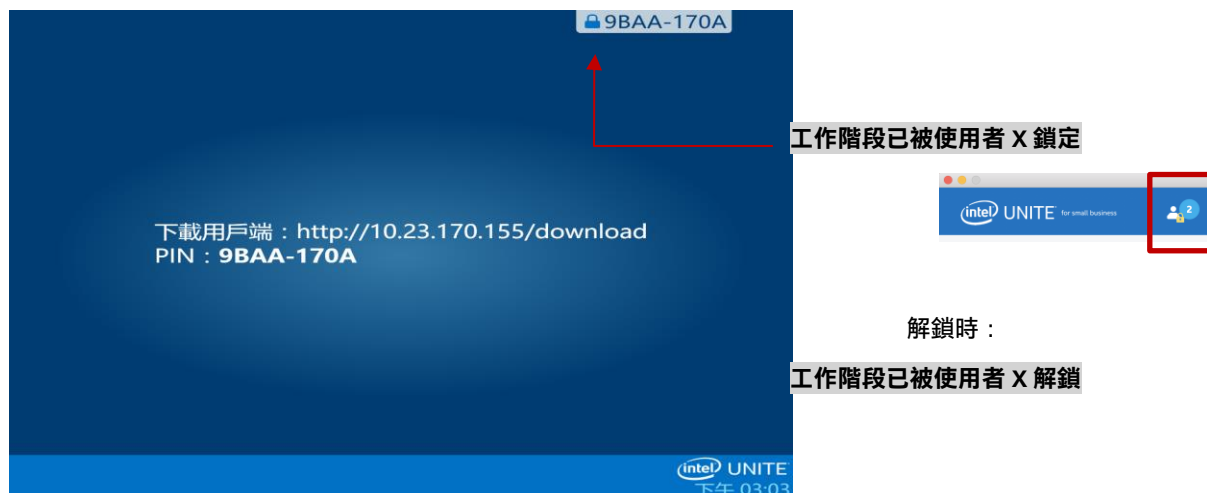 9BAA-170A
工作階段已被使用者 X 鎖定
intel UNITE for small business
2
下載用戶端：http://10.23.170.155/download
PIN：9BAA-170A
解鎖時：
工作階段已被使用者 X 解鎖
intel UNITE
下午 03:03